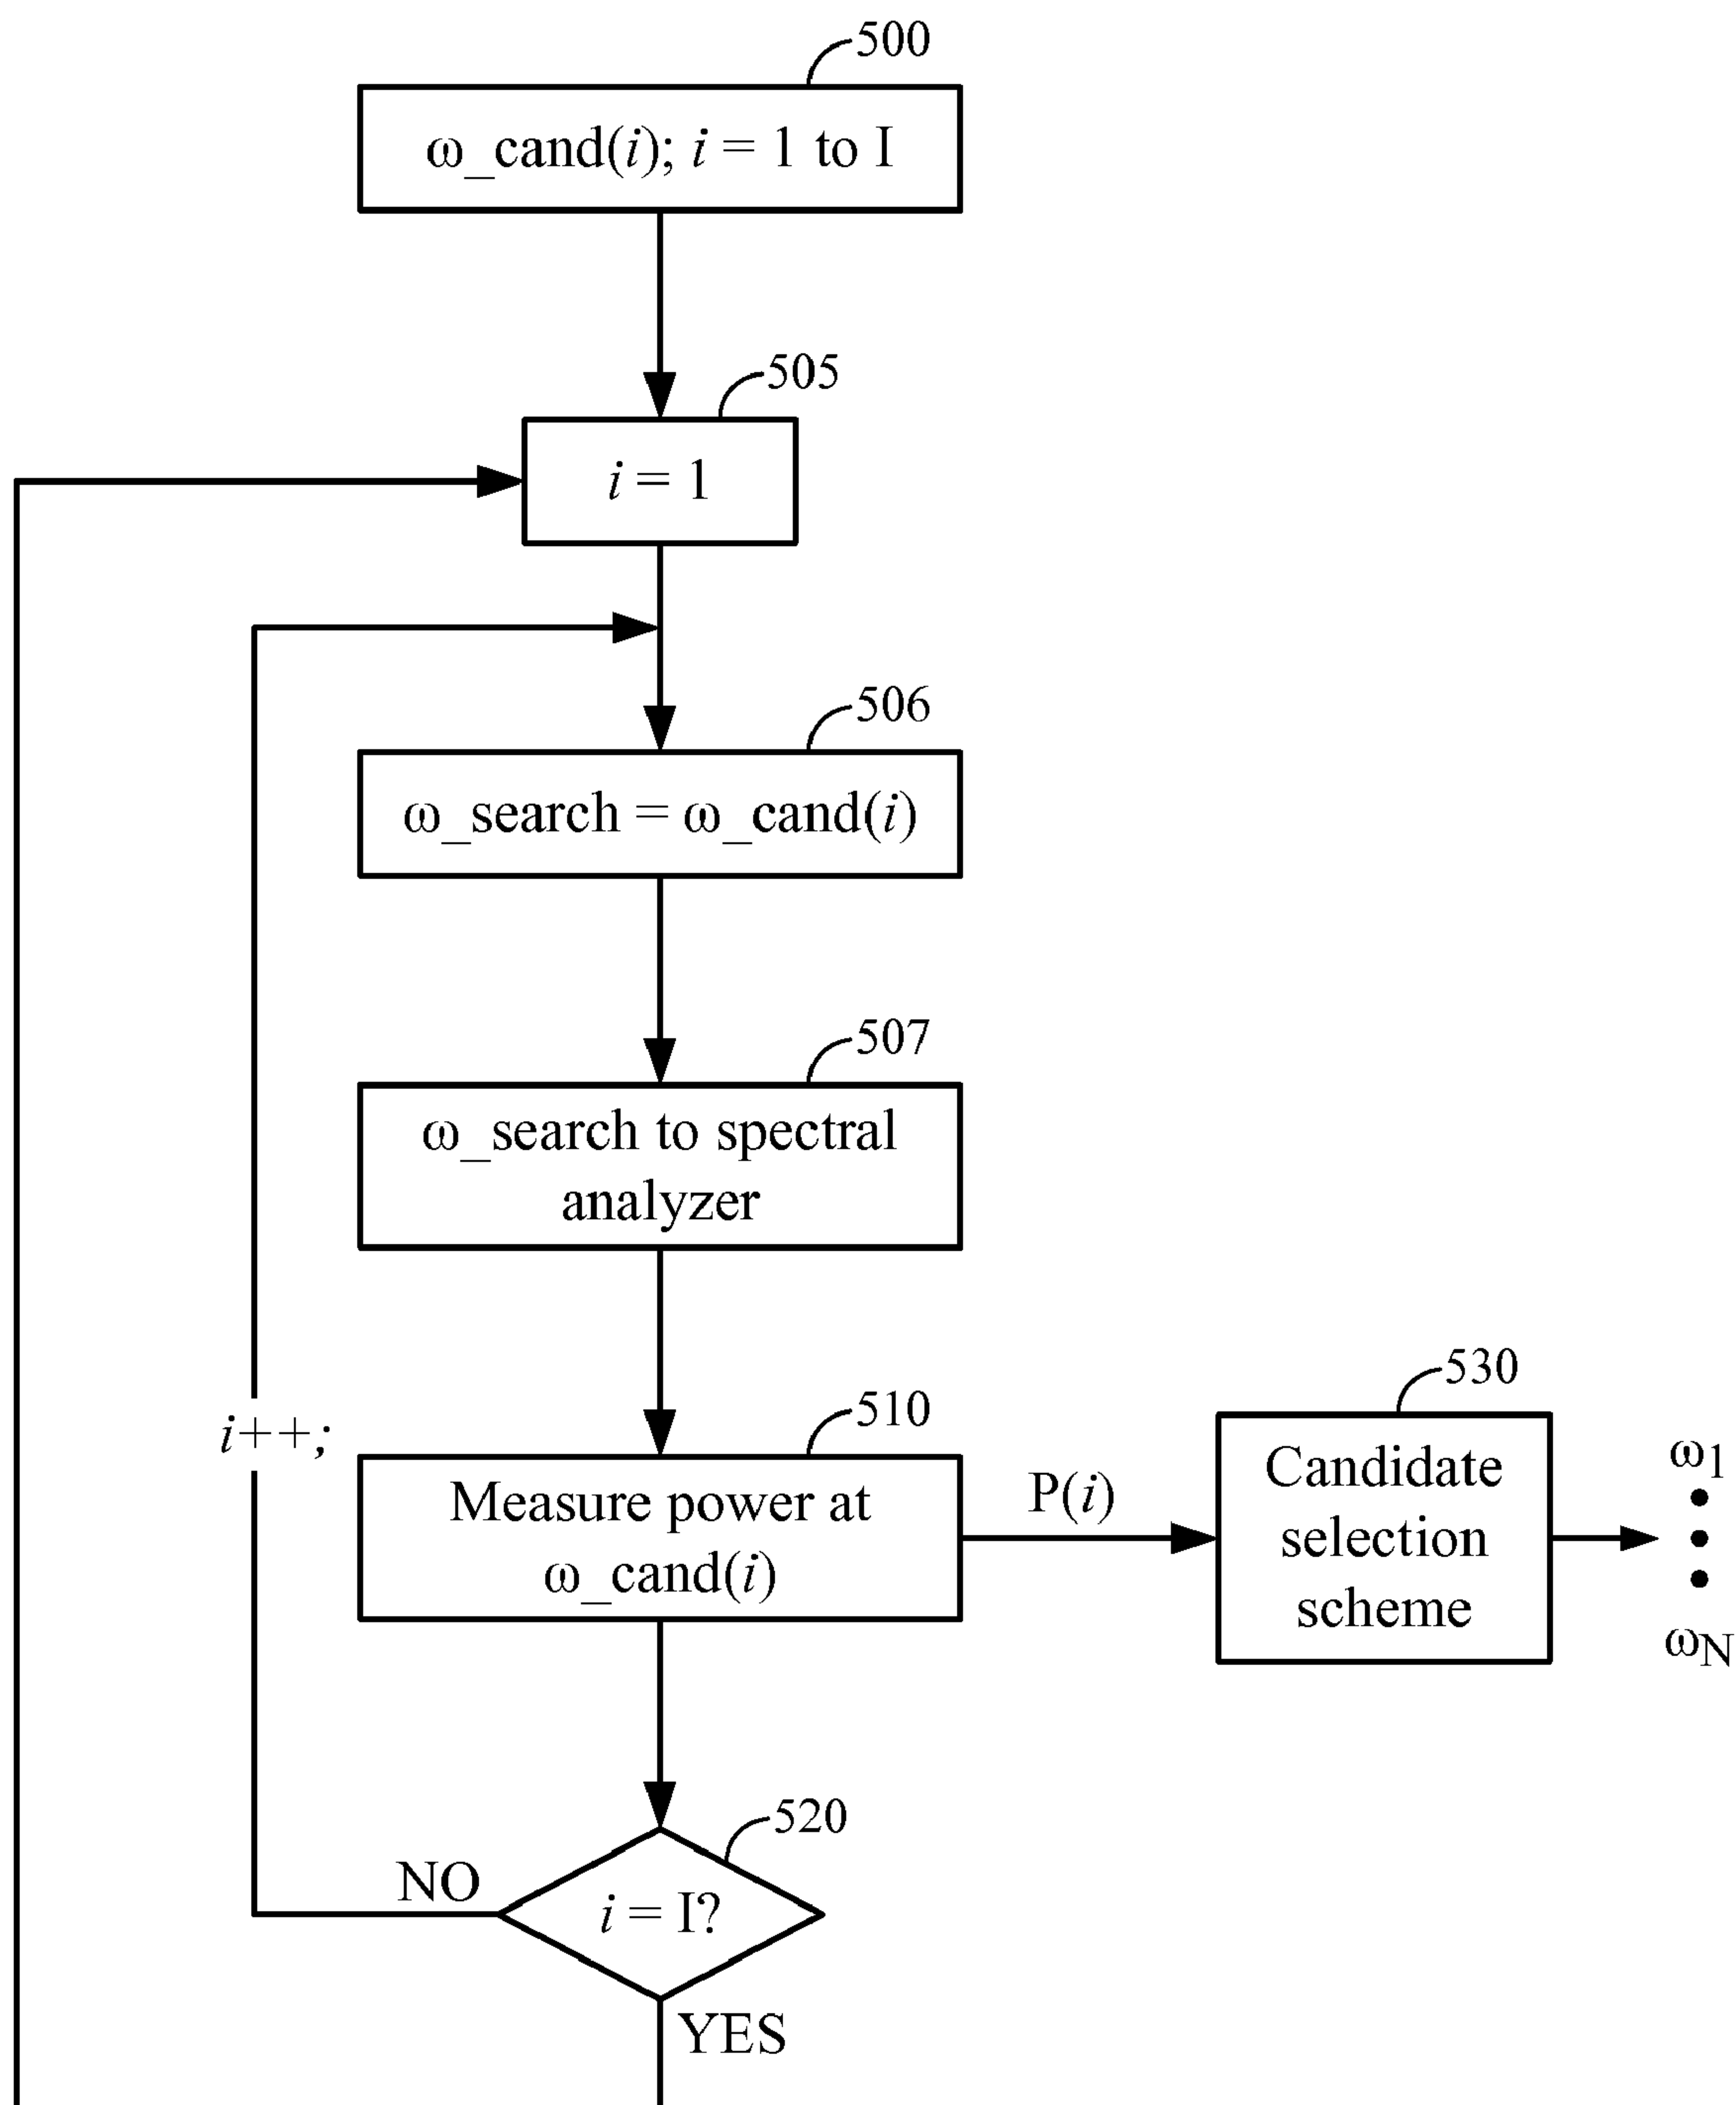 500
ω_cand(i); i = 1 to I
505
i = 1
506
ω_search = ω_cand(i)
507
ω_search to spectral
analyzer
510
Measure power at
ω_cand(i)
P(i)
530
Candidate
selection
scheme
ω1
ωN
i++;
520
NO
i = I?
YES